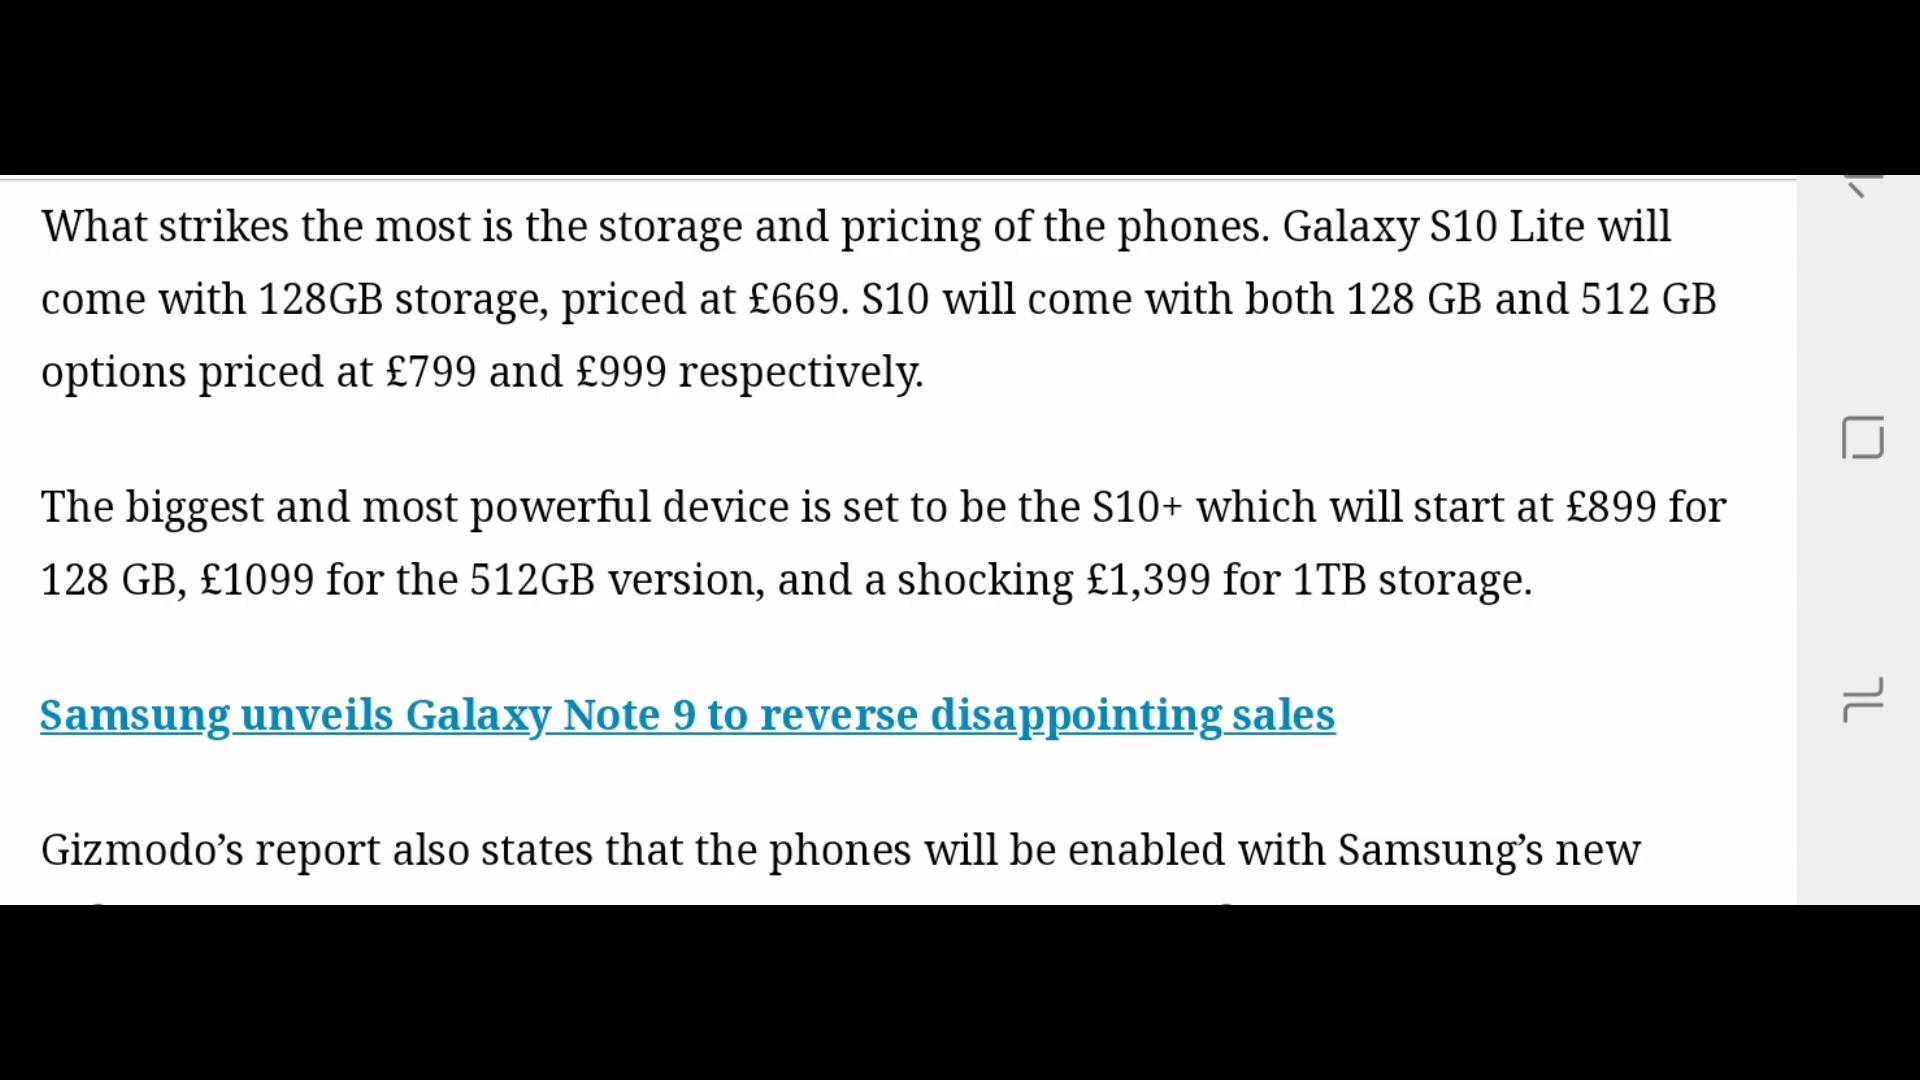 What strikes the most is the storage and pricing of the phones. Galaxy S10 Lite will
come with 128GB storage, priced at £669. S10 will come with both 128 GB and 512 GB
options priced at £799 and £999 respectively.
The biggest and most powerful device is set to be the S10+ which will start at £899 for
128 GB, £1099 for the 512GB version, and a shocking £1,399 for 1TB storage.
Samsung unveils Galaxy Note 9 to reverse disappointing sales
Gizmodo’s report also states that the phones will be enabled with Samsung’s new